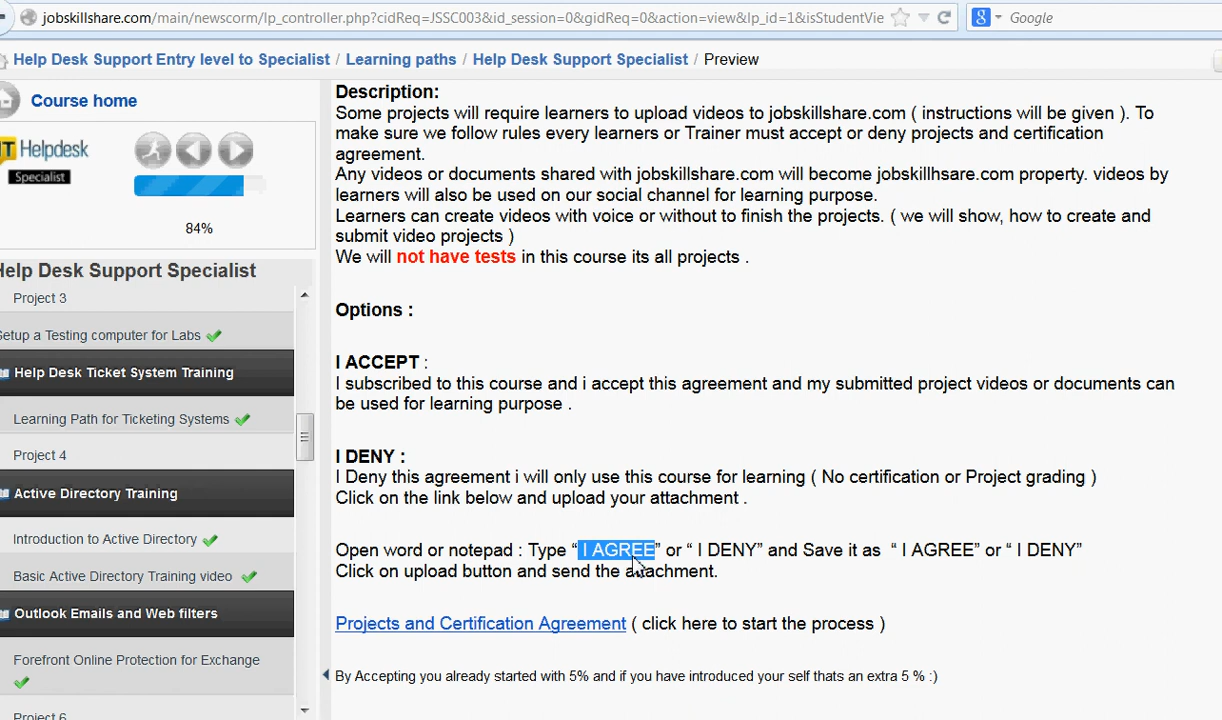 jobskillshare.com/main/newscorm/lp_controller.php?cidReq=JSSC003&id_session=0&gidReq=0&action=view&lp_id=1&isStudentVie
Google
Help Desk Support Entry level to Specialist / Learning paths / Help Desk Support Specialist / Preview
Course home
IT Helpdesk
Specialist
84%
Help Desk Support Specialist
Project 3
Setup a Testing computer for Labs
Help Desk Ticket System Training
Learning Path for Ticketing Systems
Project 4
Active Directory Training
Introduction to Active Directory
Basic Active Directory Training video
Outlook Emails and Web filters
Forefront Online Protection for Exchange
Project 6
Description:
Some projects will require learners to upload videos to jobskillshare.com ( instructions will be given ). To
make sure we follow rules every learners or Trainer must accept or deny projects and certification
agreement.
Any videos or documents shared with jobskillshare.com will become jobskillhsare.com property. videos by
learners will also be used on our social channel for learning purpose.
Learners can create videos with voice or without to finish the projects. ( we will show, how to create and
submit video projects )
We will not have tests in this course its all projects .
Options :
I ACCEPT :
I subscribed to this course and i accept this agreement and my submitted project videos or documents can
be used for learning purpose .
I DENY :
I Deny this agreement i will only use this course for learning ( No certification or Project grading )
Click on the link below and upload your attachment .
Open word or notepad : Type “ I AGREE” or “ I DENY” and Save it as “ I AGREE” or “ I DENY”
Click on upload button and send the attachment.
Projects and Certification Agreement ( click here to start the process )
By Accepting you already started with 5% and if you have introduced your self thats an extra 5 % :)